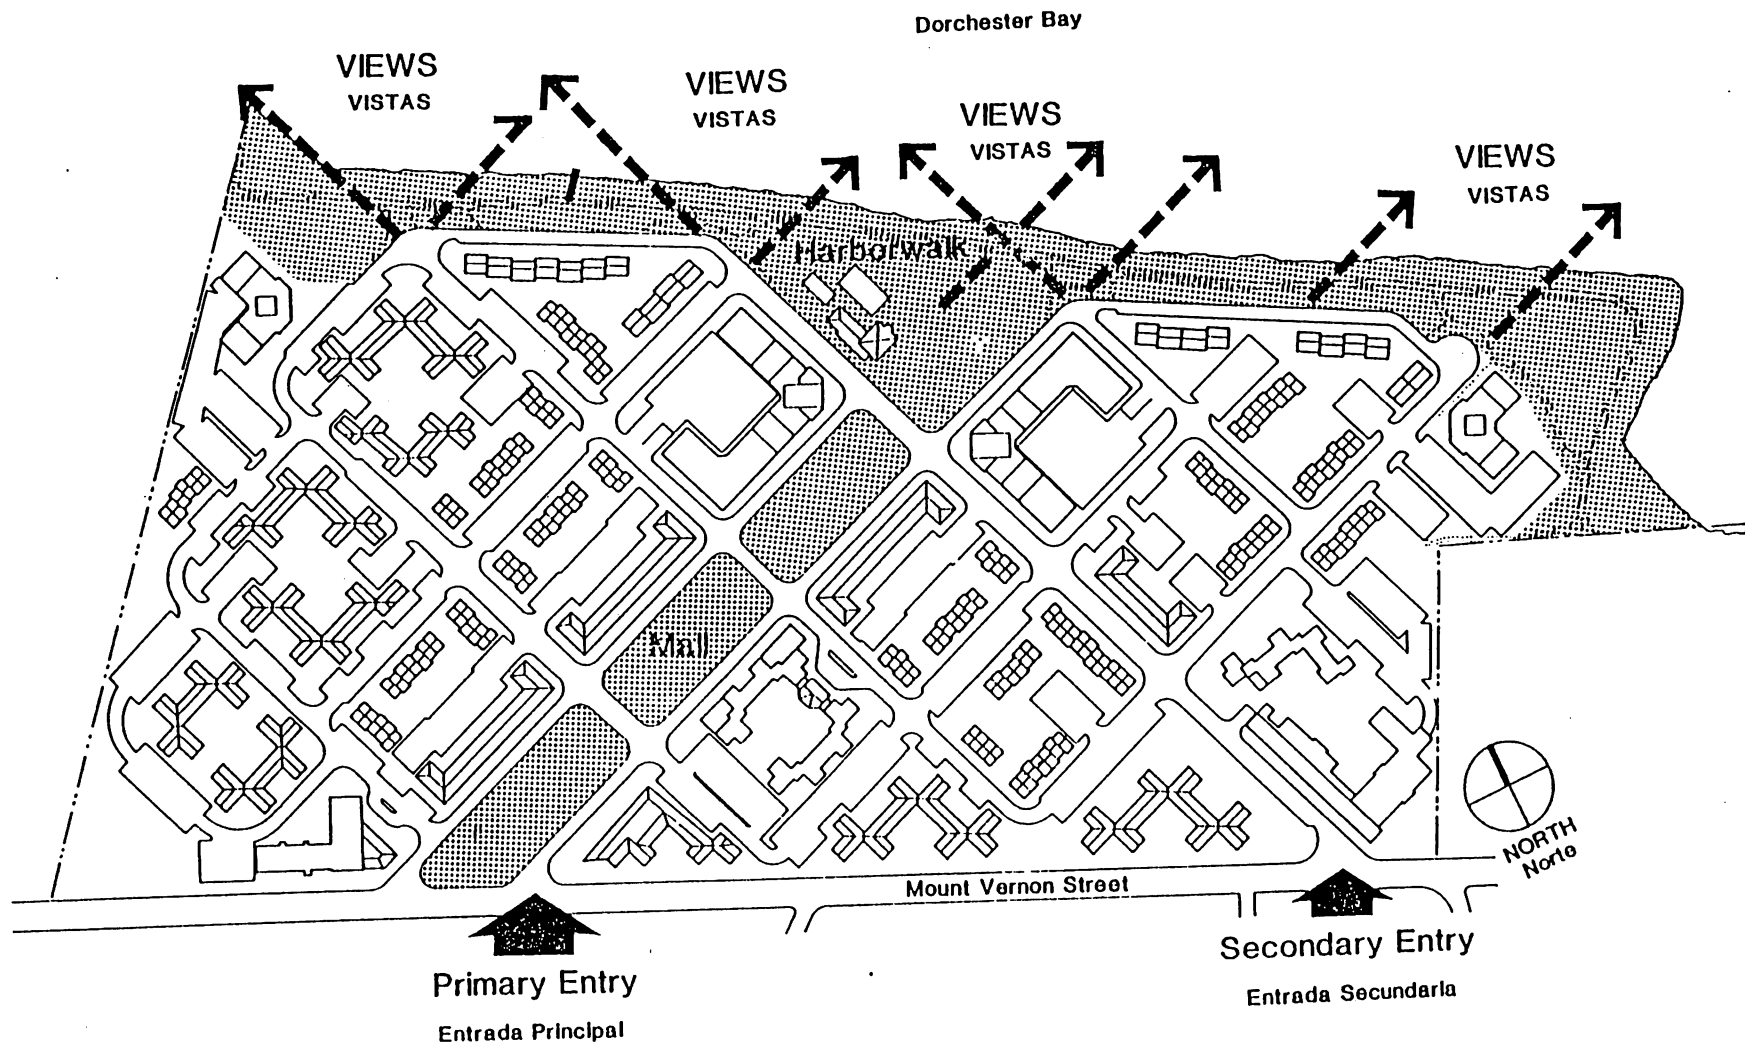 Dorchester Bay
VIEWS
VISTAS
VIEWS
VISTAS
VIEWS
VISTAS
VIEWS
VISTAS
Harborwalk
Mall
NORTH
Norte
Mount Vernon Street
Primary Entry
Entrada Principal
Secondary Entry
Entrada Secundaria